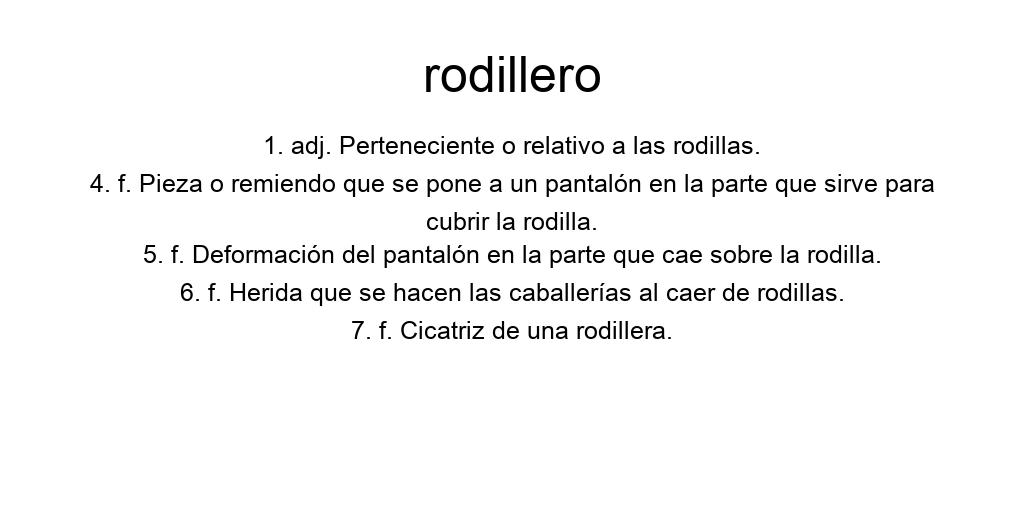 rodillero
1. adj. Perteneciente o relativo a las rodillas.
4. f. Pieza o remiendo que se pone a un pantalón en la parte que sirve para
cubrir la rodilla.
5. f. Deformación del pantalón en la parte que cae sobre la rodilla.
6. f. Herida que se hacen las caballerías al caer de rodillas.
7. f. Cicatriz de una rodillera.